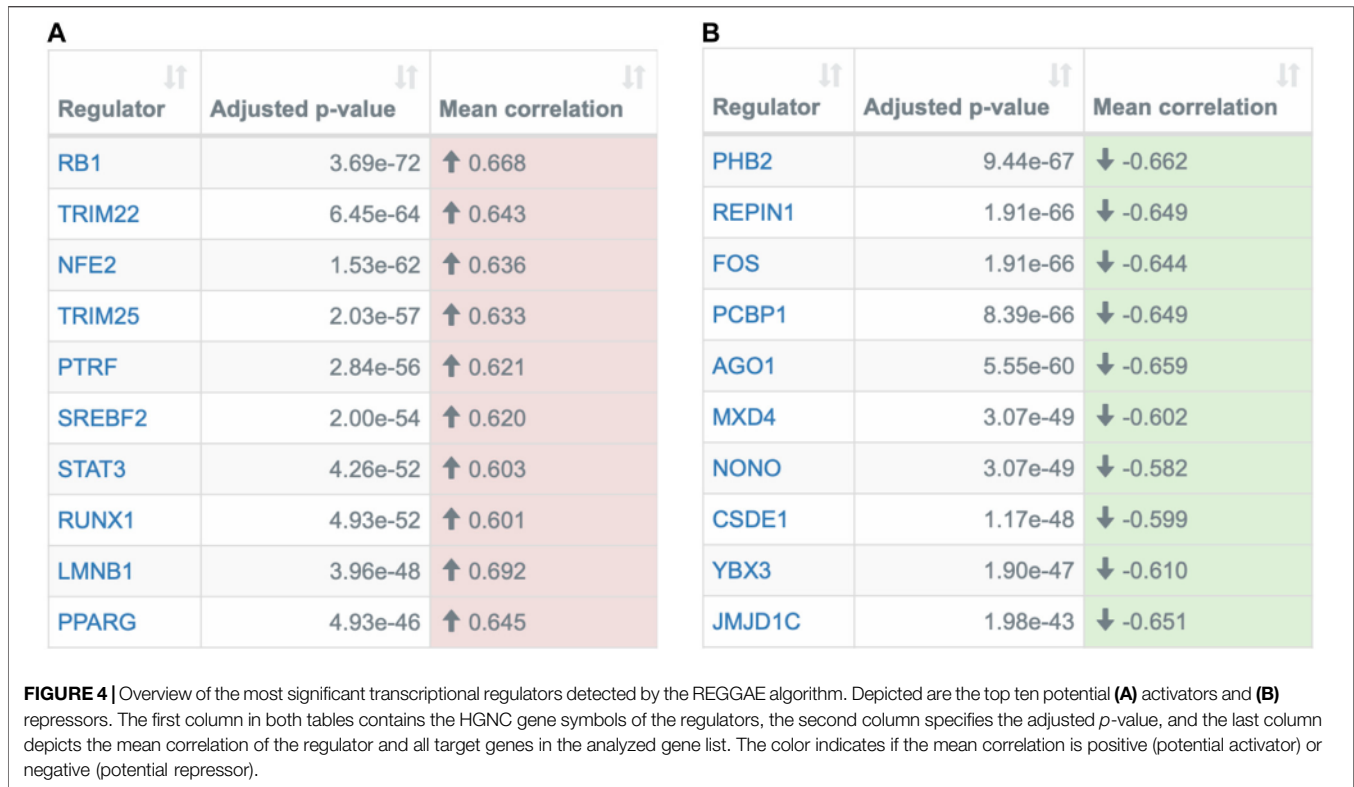 A
Regulator Adjusted p-value Mean correlation
RB1 3.69e-72 0.668
TRIM22 6.45e-64 0.643
NFE2 1.53e-62 0.636
TRIM25 2.03e-57 0.633
PTRF 2.84e-56 0.621
SREBF2 2.00e-54 0.620
STAT3 4.26e-52 0.603
RUNX1 4.93e-52 0.601
LMNB1 3.96e-48 0.692
PPARG 4.93e-46 0.645
B
Regulator Adjusted p-value Mean correlation
PHB2 9.44e-67 -0.662
REPIN1 1.91e-66 -0.649
FOS 1.91e-66 -0.644
PCBP1 8.39e-66 -0.649
AGO1 5.55e-60 -0.659
MXD4 3.07e-49 -0.602
NONO 3.07e-49 -0.582
CSDE1 1.17e-48 -0.599
YBX3 1.90e-47 -0.610
JMJD1C 1.98e-43 -0.651
FIGURE 4 | Overview of the most significant transcriptional regulators detected by the REGGAE algorithm. Depicted are the top ten potential (A) activators and (B)
repressors. The first column in both tables contains the HGNC gene symbols of the regulators, the second column specifies the adjusted p-value, and the last column
depicts the mean correlation of the regulator and all target genes in the analyzed gene list. The color indicates if the mean correlation is positive (potential activator) or
negative (potential repressor).